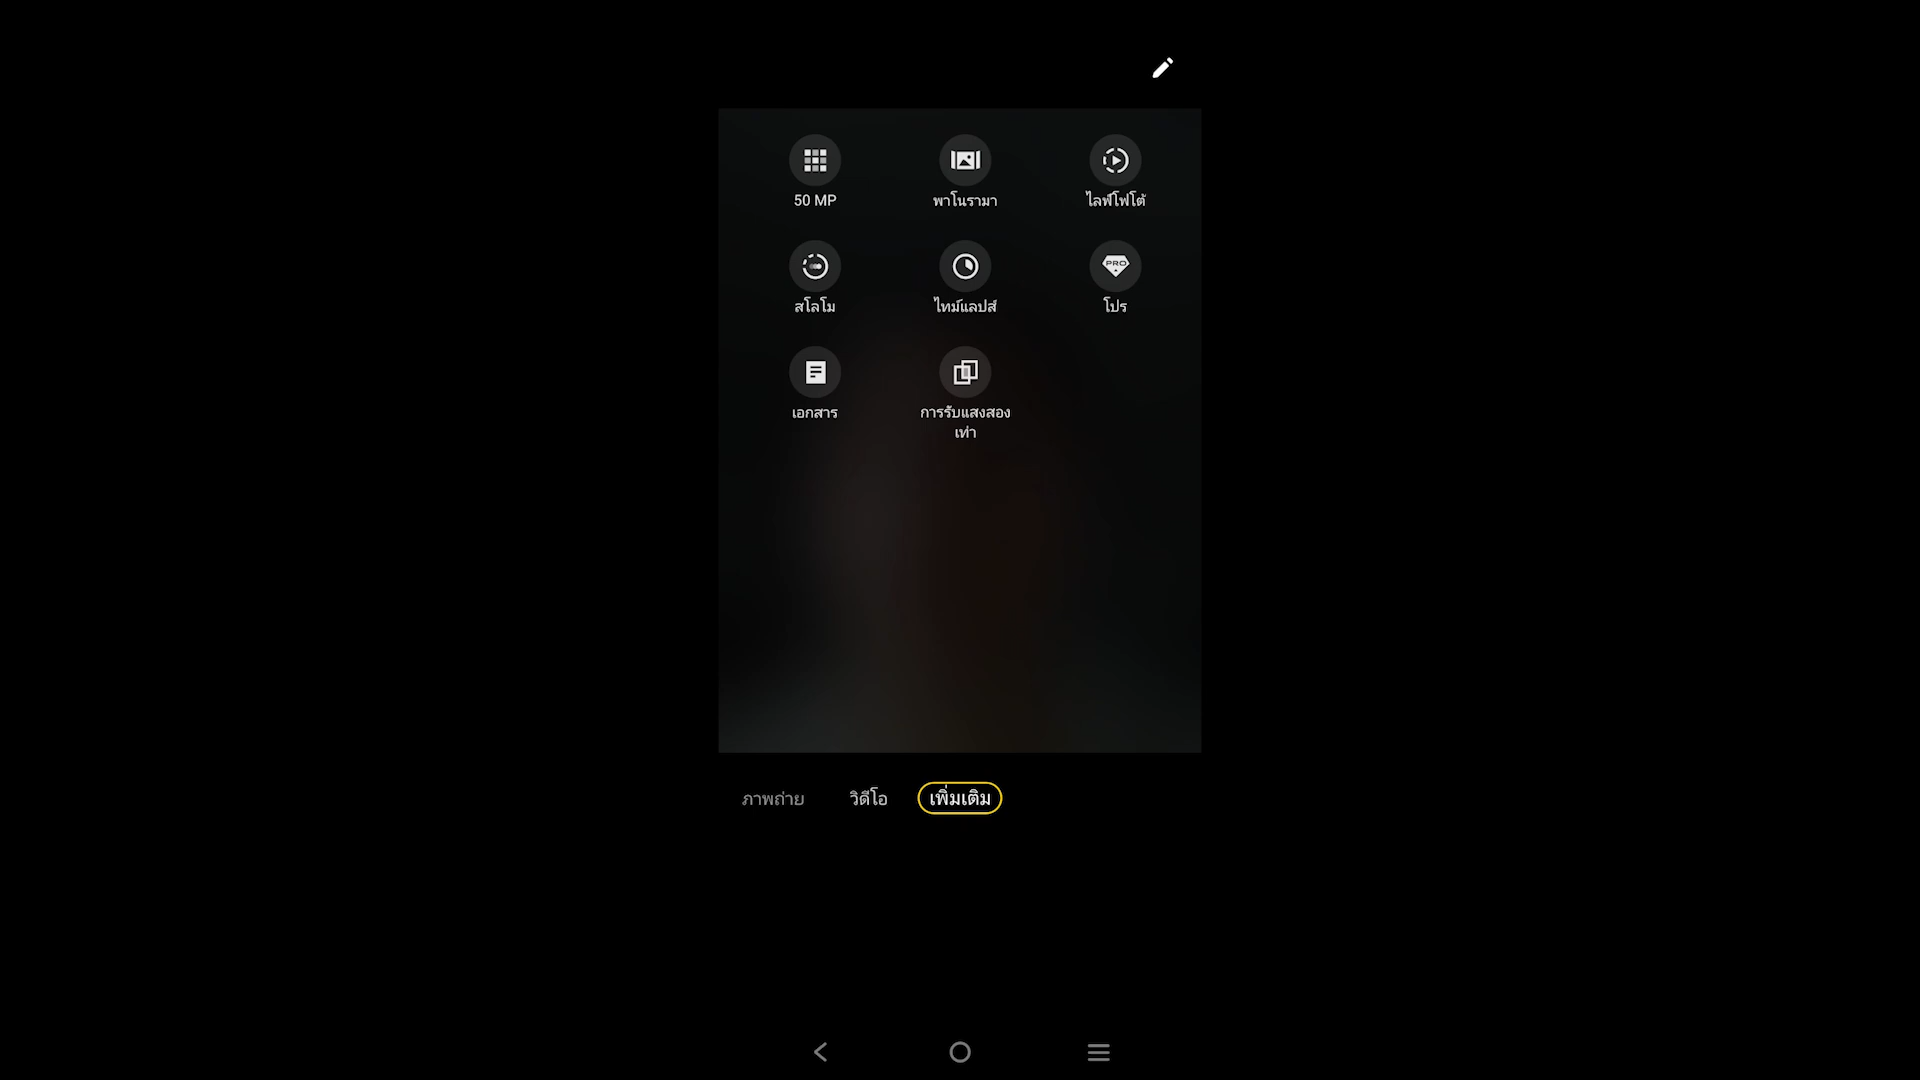 50 MP
พาโนรามา
ไลฟ์โฟโต้
สโลโม
ไทม์แลปส์
PRO
โปร
เอกสาร
การรับแสงสอง
เท่า
ภาพถ่าย
วิดีโอ
เพิ่มเติม